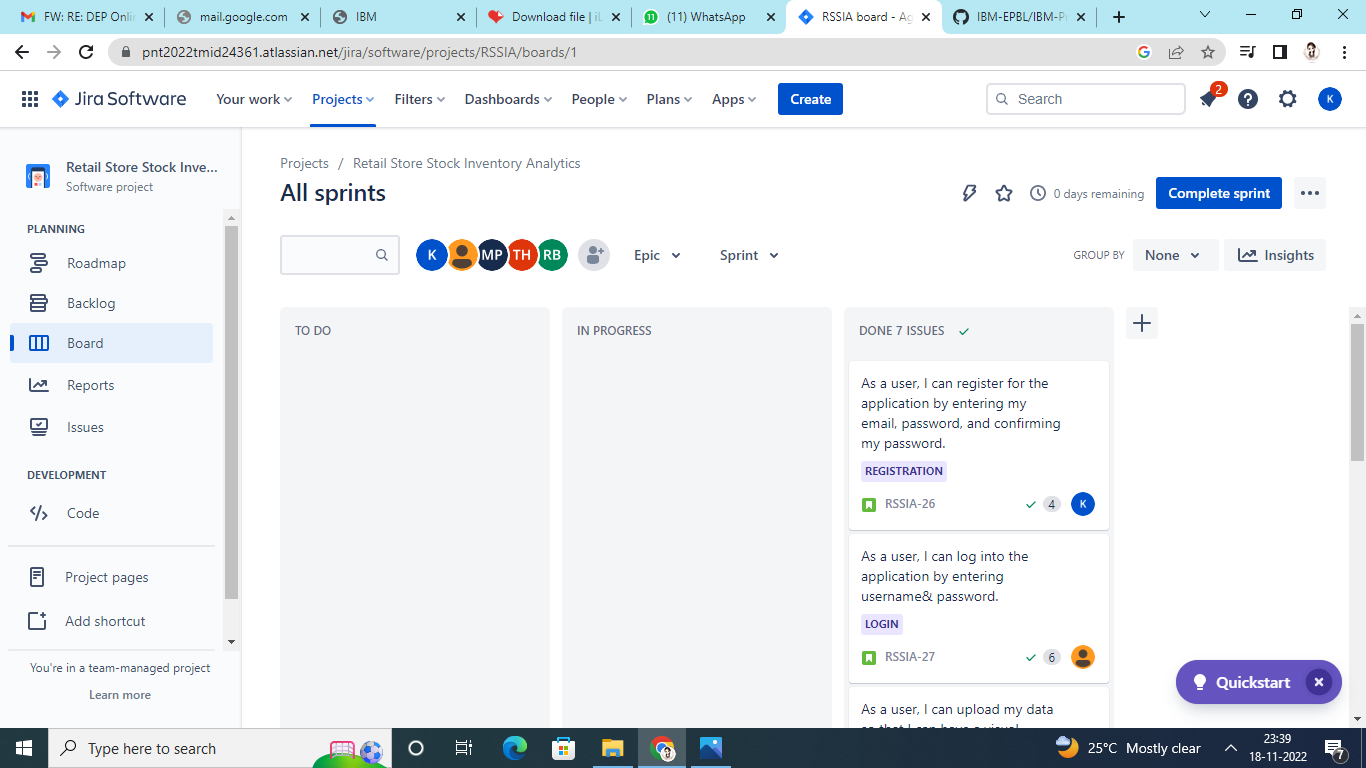 FW: RE: DEP Onlin
mail.google.com
IBM
Download file | iL
(11) WhatsApp
RSSIA board - Ag
IBM-EPBL/IBM-Pr
pnt2022tmid24361.atlassian.net/jira/software/projects/RSSIA/boards/1
Jira Software
Your work
Projects
Filters
Dashboards
People
Plans
Apps
Create
Search
2
K
Retail Store Stock Inve...
Software project
PLANNING
Roadmap
Backlog
Board
Reports
Issues
DEVELOPMENT
Code
Project pages
Add shortcut
You're in a team-managed project
Learn more
Projects / Retail Store Stock Inventory Analytics
All sprints
0 days remaining
Complete sprint
K
MP
TH
RB
Epic
Sprint
GROUP BY
None
Insights
TO DO
IN PROGRESS
DONE 7 ISSUES
As a user, I can register for the
application by entering my
email, password, and confirming
my password.
REGISTRATION
RSSIA-26
4
K
As a user, I can log into the
application by entering
username& password.
LOGIN
RSSIA-27
6
As a user, I can upload my data
so that I can have a visual
Quickstart
Type here to search
25°C Mostly clear
23:39
18-11-2022
7